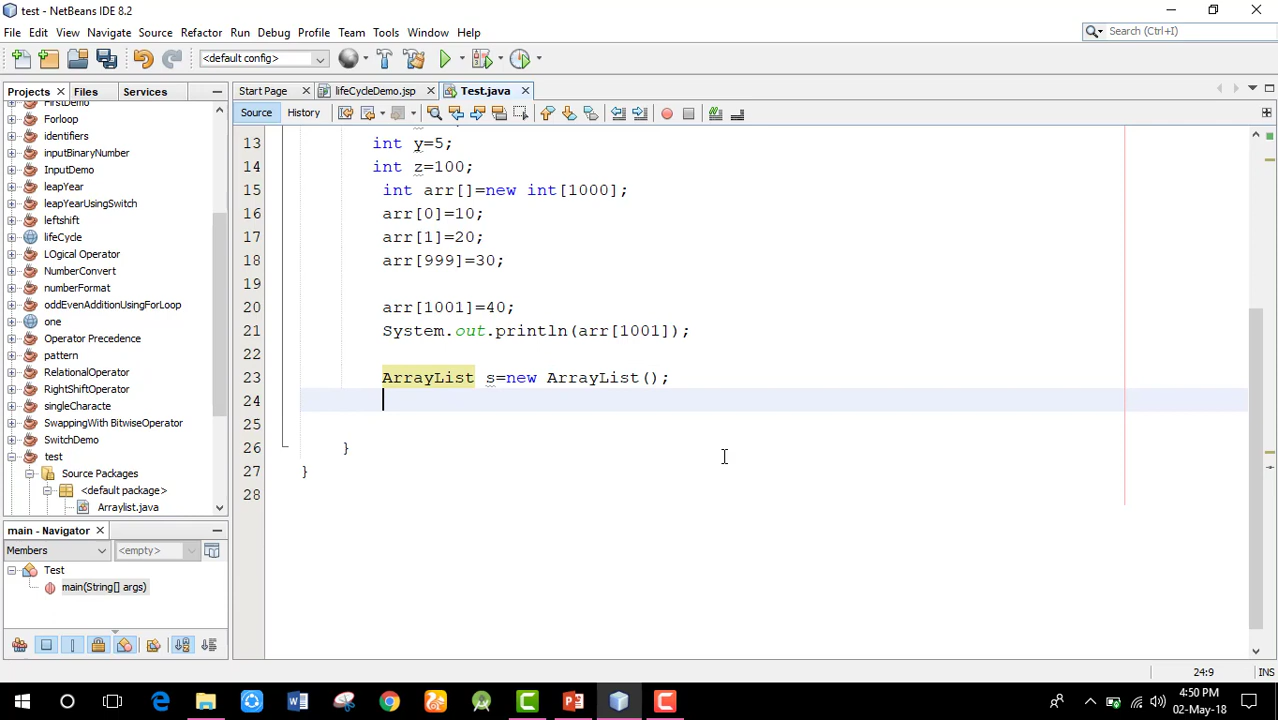 test - NetBeans IDE 8.2
File Edit View Navigate Source Refactor Run Debug Profile Team Tools Window Help
Search (Ctrl+I)
<default config>
Projects Files Services
Start Page lifeCycleDemo.jsp Test.java
Source History
FirstDemo
Forloop
identifiers
inputBinaryNumber
InputDemo
leapYear
leapYearUsingSwitch
leftshift
lifeCycle
LOgical Operator
NumberConvert
numberFormat
oddEvenAdditionUsingForLoop
one
Operator Precedence
pattern
RelationalOperator
RightShiftOperator
singleCharacte
SwappingWith BitwiseOperator
SwitchDemo
test
Source Packages
<default package>
Arraylist.java
main - Navigator
Members <empty>
Test
main(String[] args)
13 int y=5;
14 int z=100;
15 int arr[]=new int[1000];
16 arr[0]=10;
17 arr[1]=20;
18 arr[999]=30;
19
20 arr[1001]=40;
21 System.out.println(arr[1001]);
22
23 ArrayList s=new ArrayList();
24
25
26 }
27 }
28
24:9 INS
4:50 PM
02-May-18